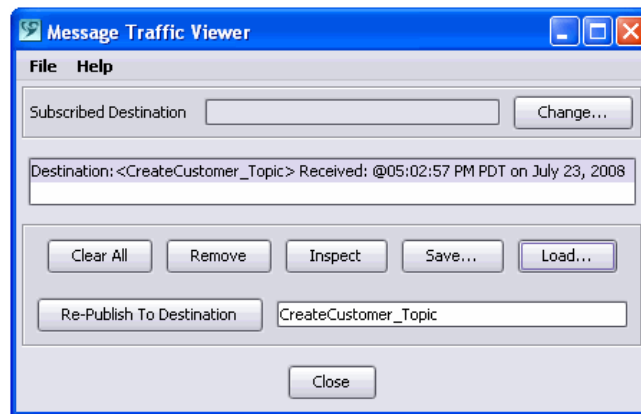 Message Traffic Viewer
File Help
Subscribed Destination Change...
Destination:<CreateCustomer_Topic> Received: @05:02:57 PM PDT on July 23, 2008
Clear All Remove Inspect Save... Load...
Re-Publish To Destination CreateCustomer_Topic
Close